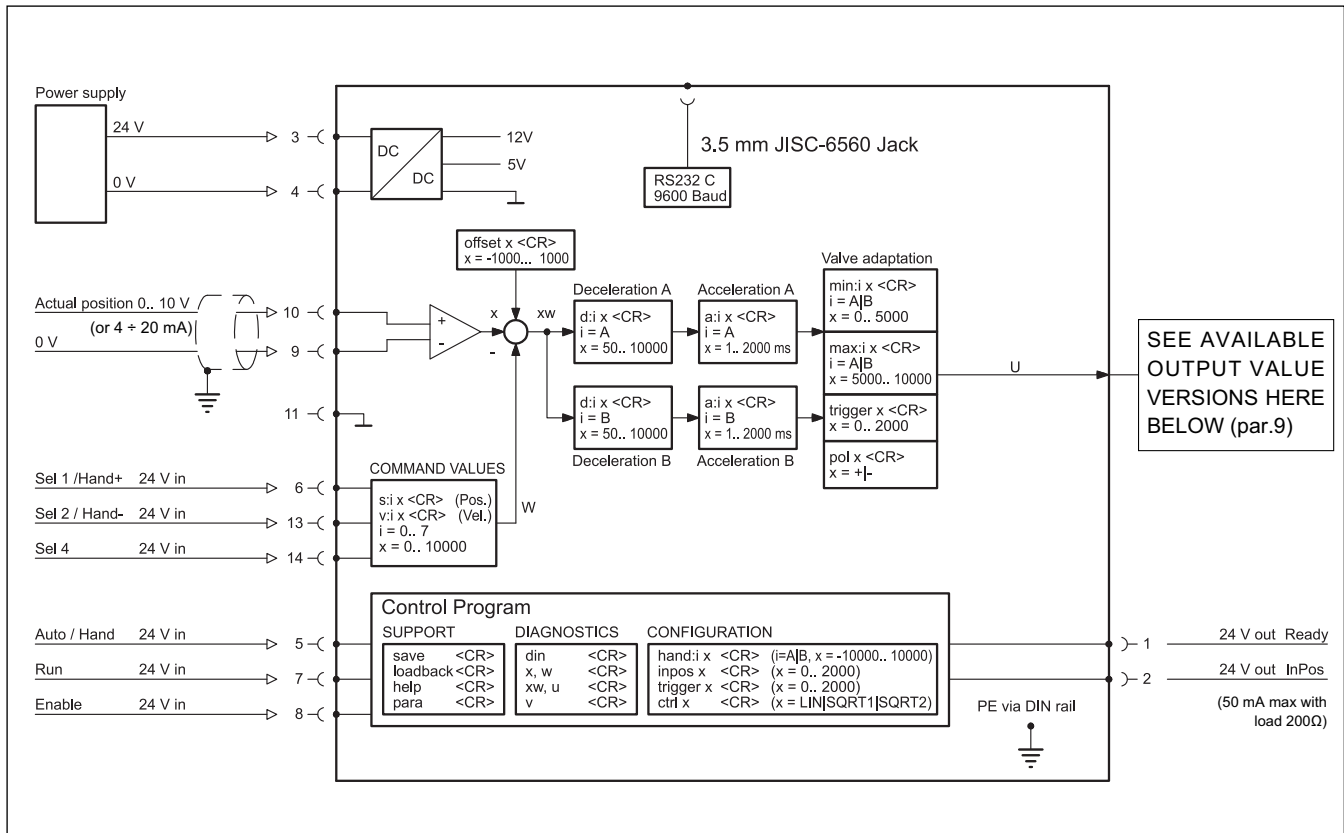 Power supply
24 V
3
0 V
4
DC
DC
12V
5V
3.5 mm JISC-6560 Jack
RS232 C
9600 Baud
offset x <CR>
x = -1000... 1000
Actual position 0.. 10 V
(or 4 ÷ 20 mA)
0 V
10
9
11
+
-
x
-
xw
Deceleration A
d:i x <CR>
i = A
x = 50.. 10000
Acceleration A
a:i x <CR>
i = A
x = 1.. 2000 ms
d:i x <CR>
i = B
x = 50.. 10000
Deceleration B
a:i x <CR>
i = B
x = 1.. 2000 ms
Acceleration B
Valve adaptation
min:i x <CR>
i = A|B
x = 0.. 5000
max:i x <CR>
i = A|B
x = 5000.. 10000
trigger x <CR>
x = 0.. 2000
pol x <CR>
x = +|-
U
SEE AVAILABLE
OUTPUT VALUE
VERSIONS HERE
BELOW (par.9)
Sel 1 /Hand+ 24 V in 6
Sel 2 / Hand- 24 V in 13
Sel 4 24 V in 14
COMMAND VALUES
s:i x <CR> (Pos.)
v:i x <CR> (Vel.)
i = 0.. 7
x = 0.. 10000
W
Auto / Hand 24 V in 5
Run 24 V in 7
Enable 24 V in 8
Control Program
SUPPORT
save <CR>
loadback <CR>
help <CR>
para <CR>
DIAGNOSTICS
din <CR>
x, w <CR>
xw, u <CR>
v <CR>
CONFIGURATION
hand:i x <CR> (i=A|B, x = -10000.. 10000)
inpos x <CR> (x = 0.. 2000)
trigger x <CR> (x = 0.. 2000)
ctrl x <CR> (x = LIN|SQRT1|SQRT2)
PE via DIN rail
1 24 V out Ready
2 24 V out InPos
(50 mA max with
load 200Ω)